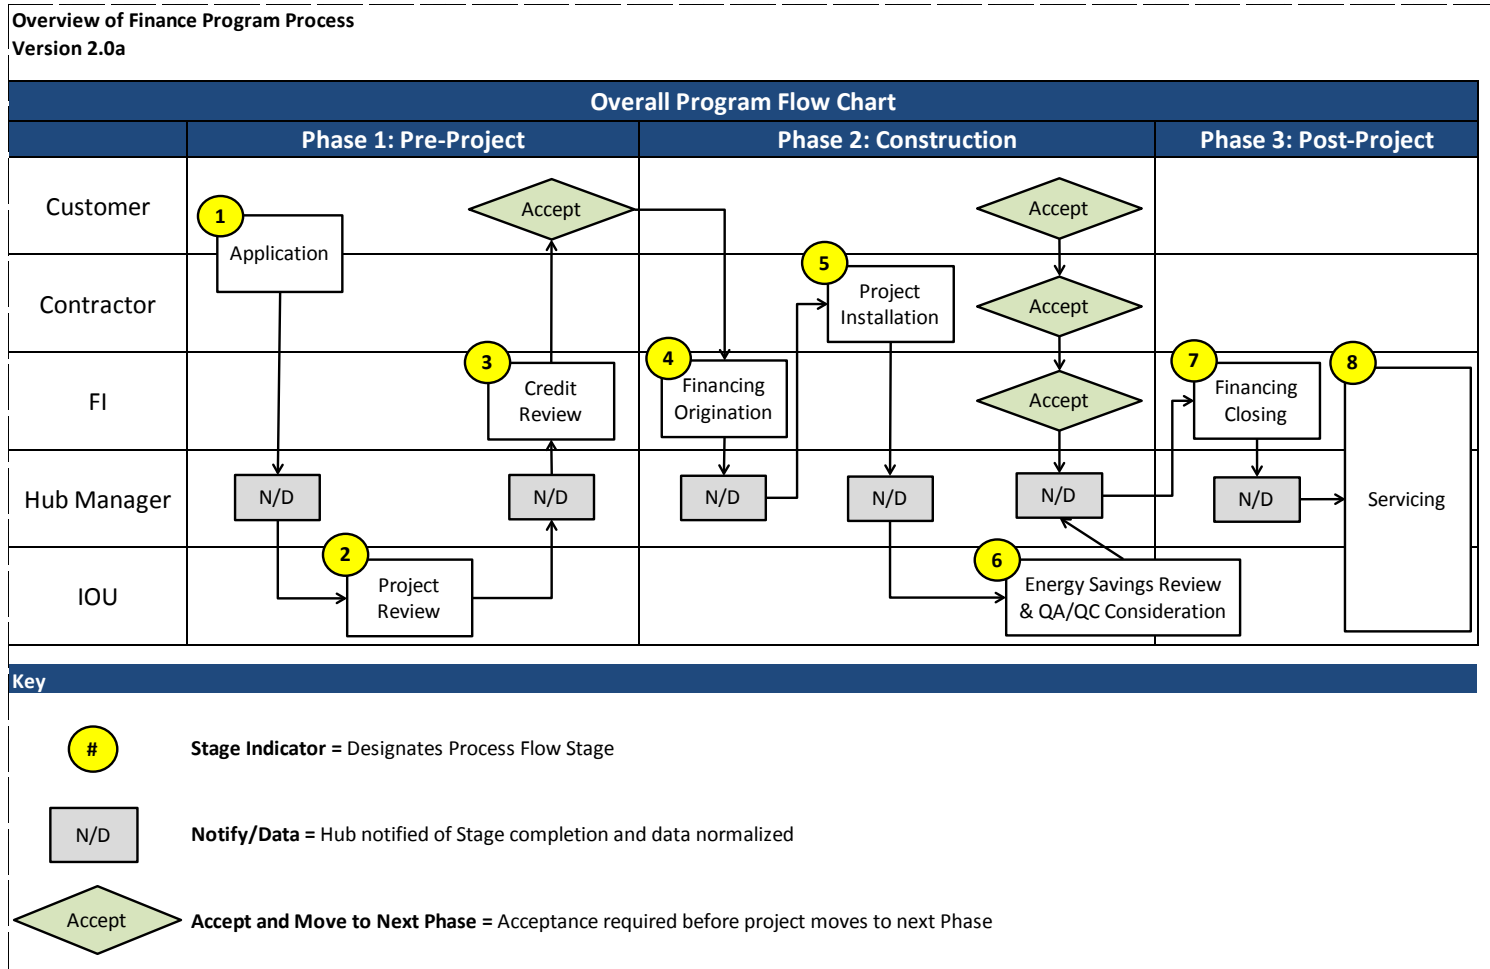 Overview of Finance Program Process
Version 2.0a
Overall Program Flow Chart
Phase 1: Pre-Project
Phase 2: Construction
Phase 3: Post-Project
Customer
1
Application
Accept
Accept
Contractor
5
Project
Installation
Accept
FI
3
Credit
Review
4
Financing
Origination
Accept
7
Financing
Closing
8
Servicing
Hub Manager
N/D
N/D
N/D
N/D
N/D
N/D
IOU
2
Project
Review
6
Energy Savings Review
& QA/QC Consideration
Key
#
Stage Indicator = Designates Process Flow Stage
N/D
Notify/Data = Hub notified of Stage completion and data normalized
Accept
Accept and Move to Next Phase = Acceptance required before project moves to next Phase